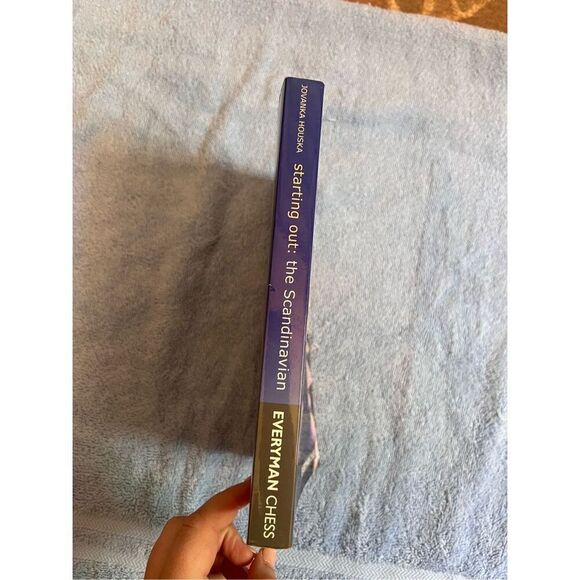 JOVANKA HOUSKA
starting out: the Scandinavian
EVERYMAN CHESS